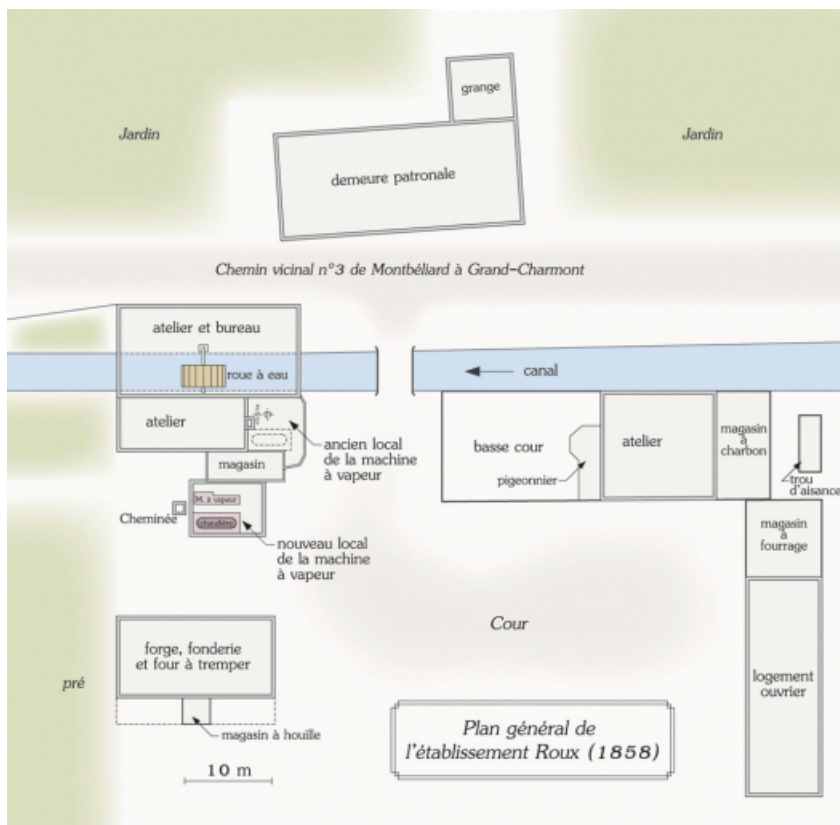 grange
Jardin
Jardin
demeure patronale
Chemin vicinal n°3 de Montbéliard à Grand-Charmont
atelier et bureau
roue à eau
canal
atelier
ancien local
de la machine
à vapeur
magasin
basse cour
pigeonnier
atelier
magasin
à
charbon
trou
d'aisance
M. à vapeur
chaudière
Cheminée
nouveau local
de la machine
à vapeur
magasin
à
fourrage
Cour
forge, fonderie
et four à tremper
pré
logement
ouvrier
magasin à houille
Plan général de
l'établissement Roux (1858)
10 m